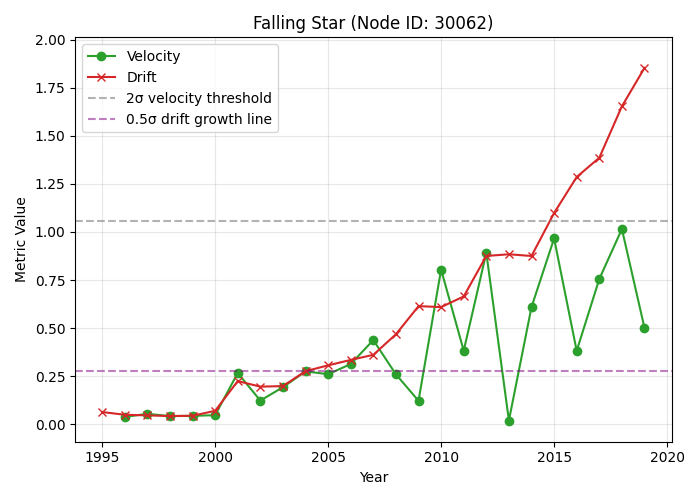 Falling Star (Node ID: 30062)
Velocity
Drift
2σ velocity threshold
0.5σ drift growth line
Metric Value
2.00
1.75
1.50
1.25
1.00
0.75
0.50
0.25
0.00
1995 2000 2005 2010 2015 2020
Year